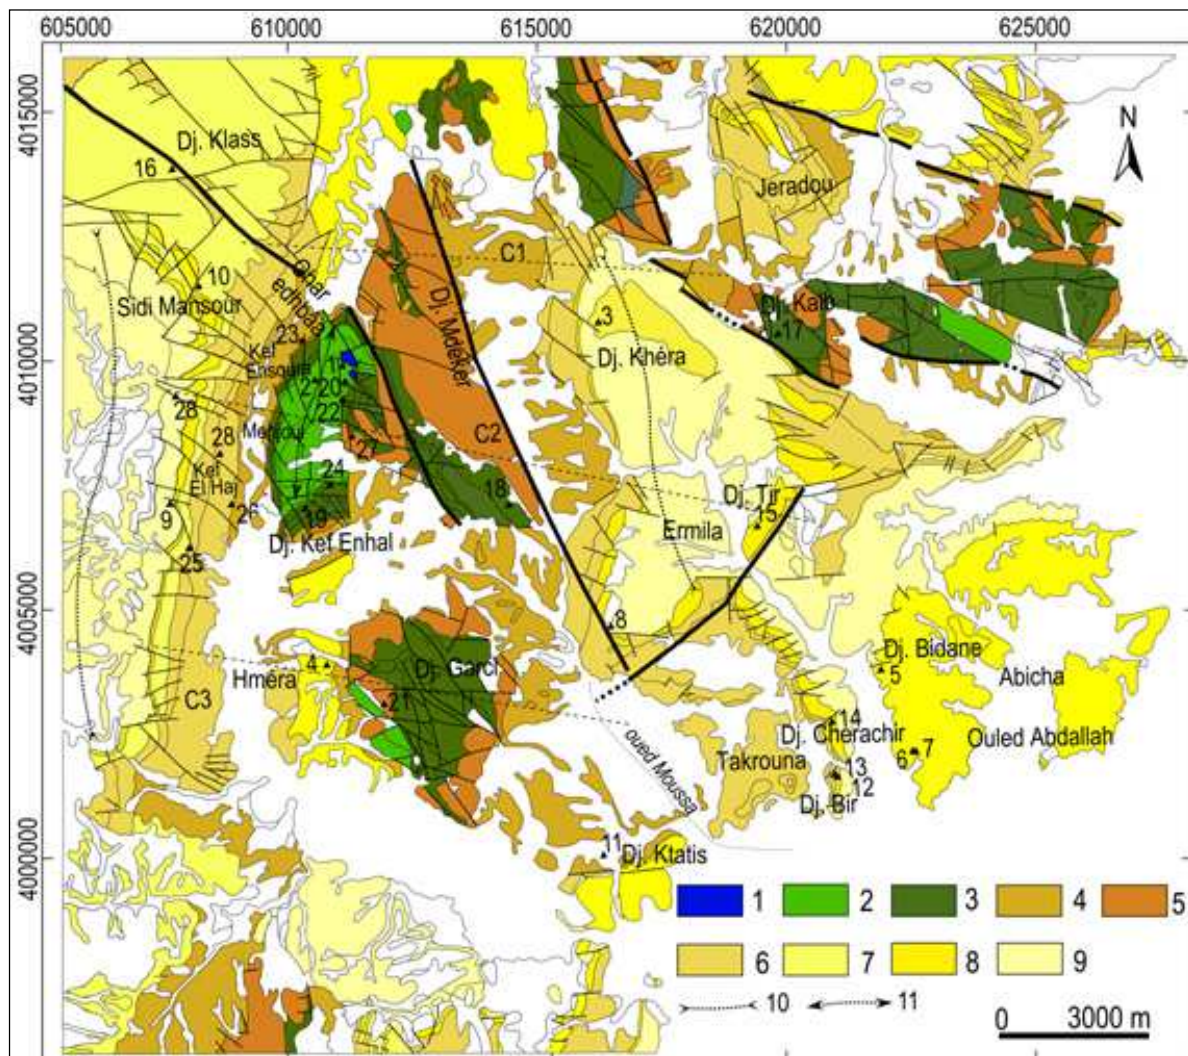 605000 610000 615000 620000 625000
4015000
4010000
4005000
4000000
N
Dj. Klass
16
Jeradou
C1
10
Sidi Mansour
Ghar
edhbaa
Dj. Mdeker
3
Dj. Khéra
Dj. Kalb
17
23
Kef
20
22
28
28
C2
27
Kef
El Haj
24
18
Dj. Tir
15
9
26
19
Ermila
Dj. Kef Enhal
25
8
Dj. Garci
4
Hméra
C3
21
Dj. Bidane
5
Abicha
14
Dj. Cherachir
7
6
Ouled Abdallah
Takrouna
13
12
Dj. Bir
oued Moussa
11
Dj. Ktatis
1 2 3 4 5
6 7 8 9
10 11
0 3000 m